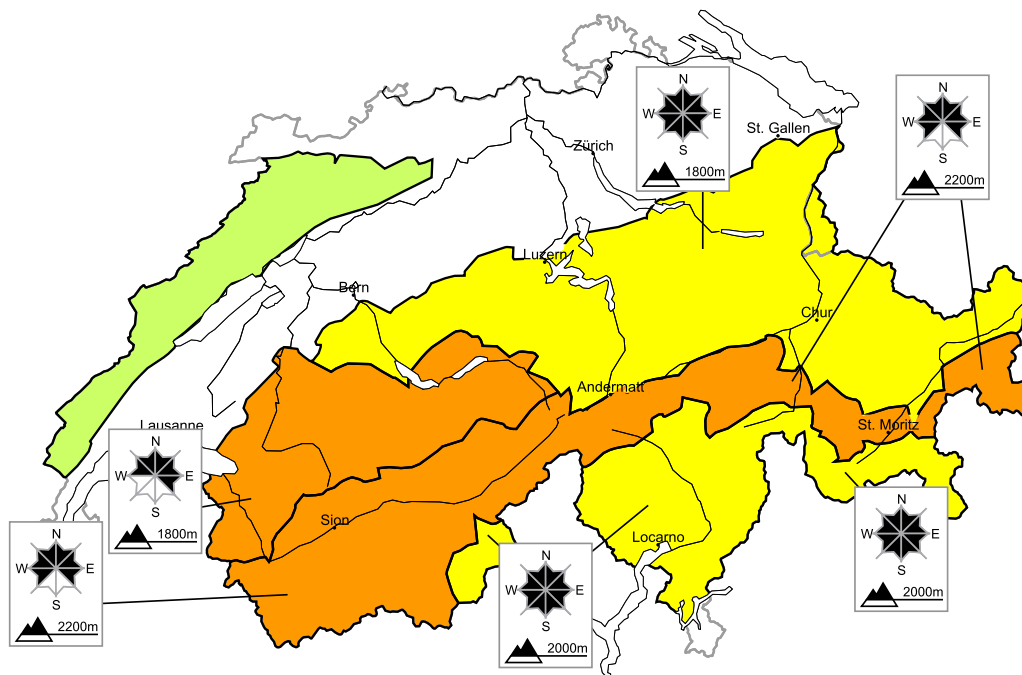 N
W E
S
1800m
St. Gallen
N
W E
S
2200m
Zürich
Luzern
Bern
Chur
Andermatt
St. Moritz
Lausanne
N
W E
S
1800m
Sion
N
W E
S
2200m
Locarno
N
W E
S
2000m
N
W E
S
2000m